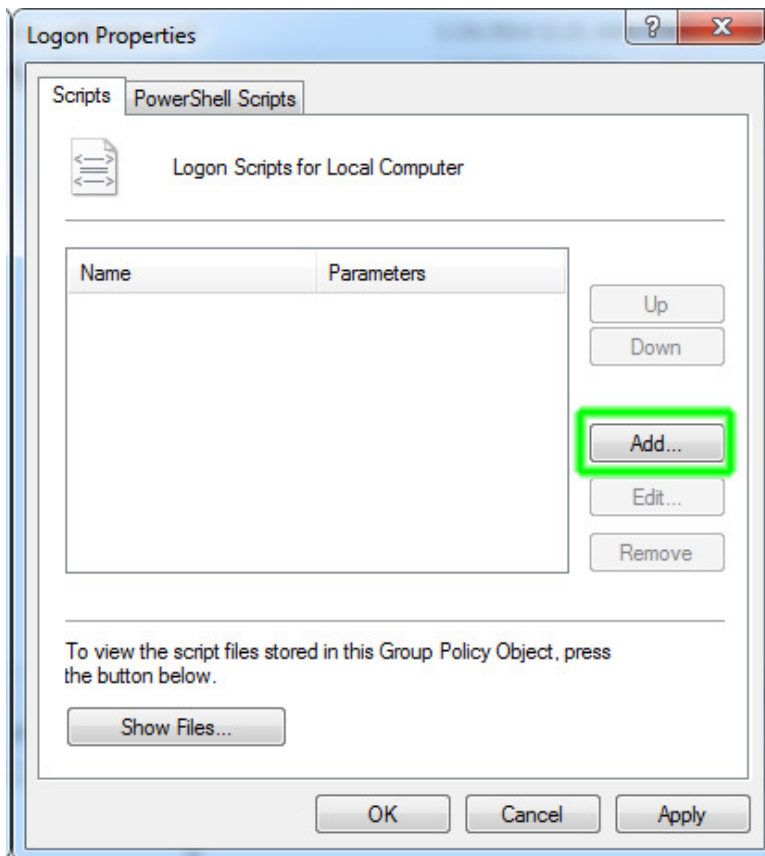 Logon Properties
Scripts
PowerShell Scripts
Logon Scripts for Local Computer
Name
Parameters
Up
Down
Add...
Edit...
Remove
To view the script files stored in this Group Policy Object, press
the button below.
Show Files...
OK
Cancel
Apply